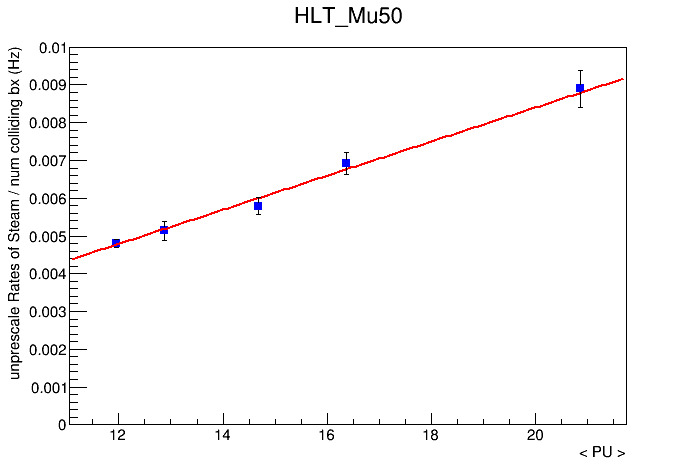 HLT_Mu50
unprescale Rates of Steam / num colliding bx (Hz)
0.01
0.009
0.008
0.007
0.006
0.005
0.004
0.003
0.002
0.001
0
12 14 16 18 20
< PU >